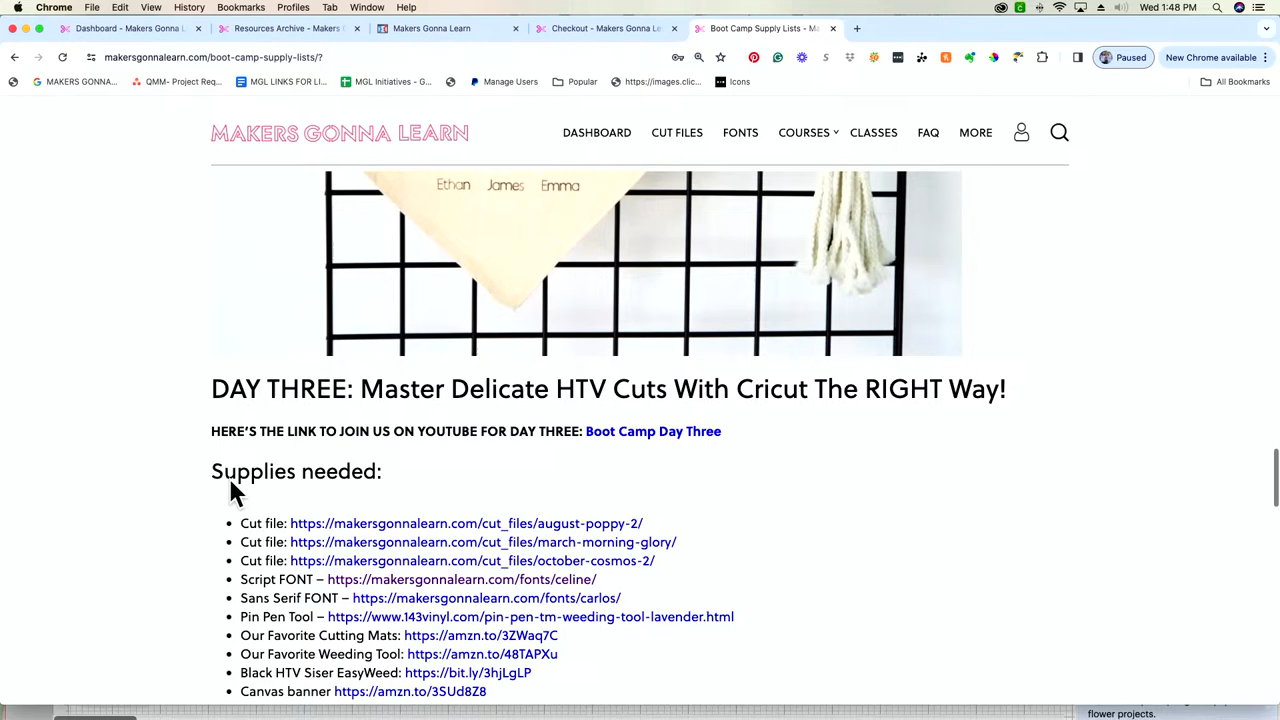 Chrome File Edit View History Bookmarks Profiles Tab Window Help Wed 1:48 PM
Dashboard - Makers Gonna L Resources Archive - Makers G Makers Gonna Learn Checkout - Makers Gonna Le Boot Camp Supply Lists - Ma
makersgonnalearn.com/boot-camp-supply-lists/? Paused New Chrome available
MAKERS GONNA... QMM- Project Req... MGL LINKS FOR LI... MGL Initiatives - G... Manage Users Popular https://images.clic... Icons All Bookmarks
MAKERS GONNA LEARN DASHBOARD CUT FILES FONTS COURSES CLASSES FAQ MORE
Ethan James Emma
DAY THREE: Master Delicate HTV Cuts With Cricut The RIGHT Way!
HERE'S THE LINK TO JOIN US ON YOUTUBE FOR DAY THREE: Boot Camp Day Three
Supplies needed:
• Cut file: https://makersgonnalearn.com/cut_files/august-poppy-2/
• Cut file: https://makersgonnalearn.com/cut_files/march-morning-glory/
• Cut file: https://makersgonnalearn.com/cut_files/october-cosmos-2/
• Script FONT – https://makersgonnalearn.com/fonts/celine/
• Sans Serif FONT – https://makersgonnalearn.com/fonts/carlos/
• Pin Pen Tool – https://www.143vinyl.com/pin-pen-tm-weeding-tool-lavender.html
• Our Favorite Cutting Mats: https://amzn.to/3ZWaq7C
• Our Favorite Weeding Tool: https://amzn.to/48TAPXu
• Black HTV Siser EasyWeed: https://bit.ly/3hjLgLP
• Canvas banner https://amzn.to/3SUd8Z8
flower projects.